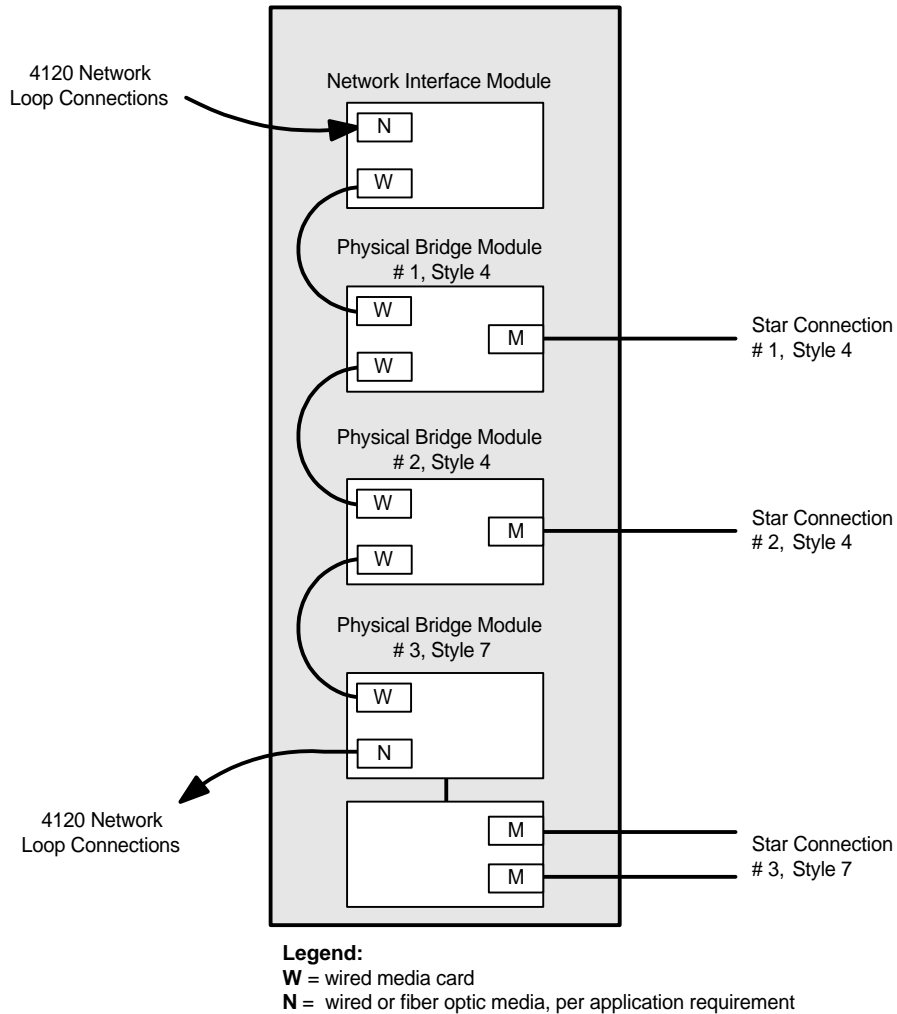 4120 Network
Loop Connections
Network Interface Module
N
W
Physical Bridge Module
# 1, Style 4
W
M
W
Star Connection
# 1, Style 4
Physical Bridge Module
# 2, Style 4
W
M
W
Star Connection
# 2, Style 4
Physical Bridge Module
# 3, Style 7
W
N
4120 Network
Loop Connections
M
M
Star Connection
# 3, Style 7
Legend:
W = wired media card
N = wired or fiber optic media, per application requirement